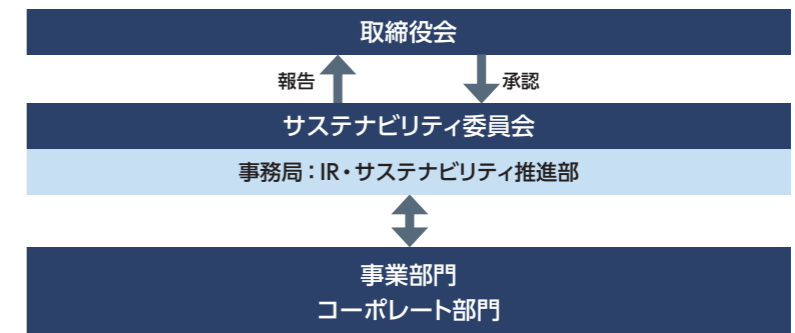 取締役会
報告
承認
サステナビリティ委員会
事務局：IR・サステナビリティ推進部
事業部門
コーポレート部門